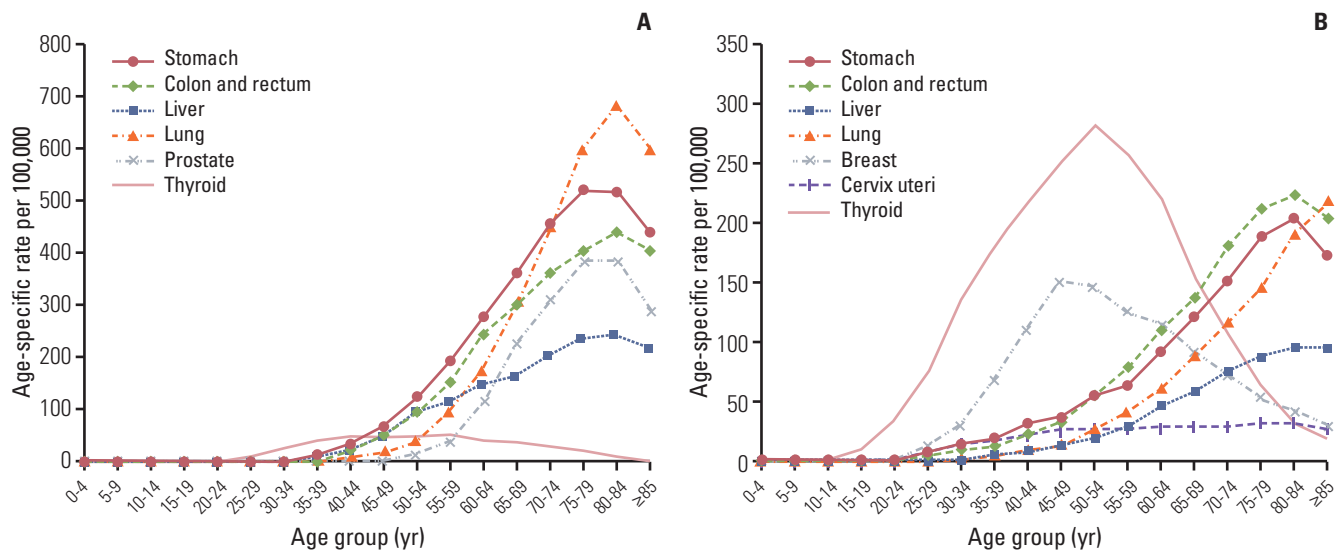 A
Age-specific rate per 100,000
800
700
600
500
400
300
200
100
0
Stomach
Colon and rectum
Liver
Lung
Prostate
Thyroid
0-4
5-9
10-14
15-19
20-24
25-29
30-34
35-39
40-44
45-49
50-54
55-59
60-64
65-69
70-74
75-79
80-84
≥85
Age group (yr)
B
Age-specific rate per 100,000
350
300
250
200
150
100
50
0
Stomach
Colon and rectum
Liver
Lung
Breast
Cervix uteri
Thyroid
0-4
5-9
10-14
15-19
20-24
25-29
30-34
35-39
40-44
45-49
50-54
55-59
60-64
65-69
70-74
75-79
80-84
≥85
Age group (yr)